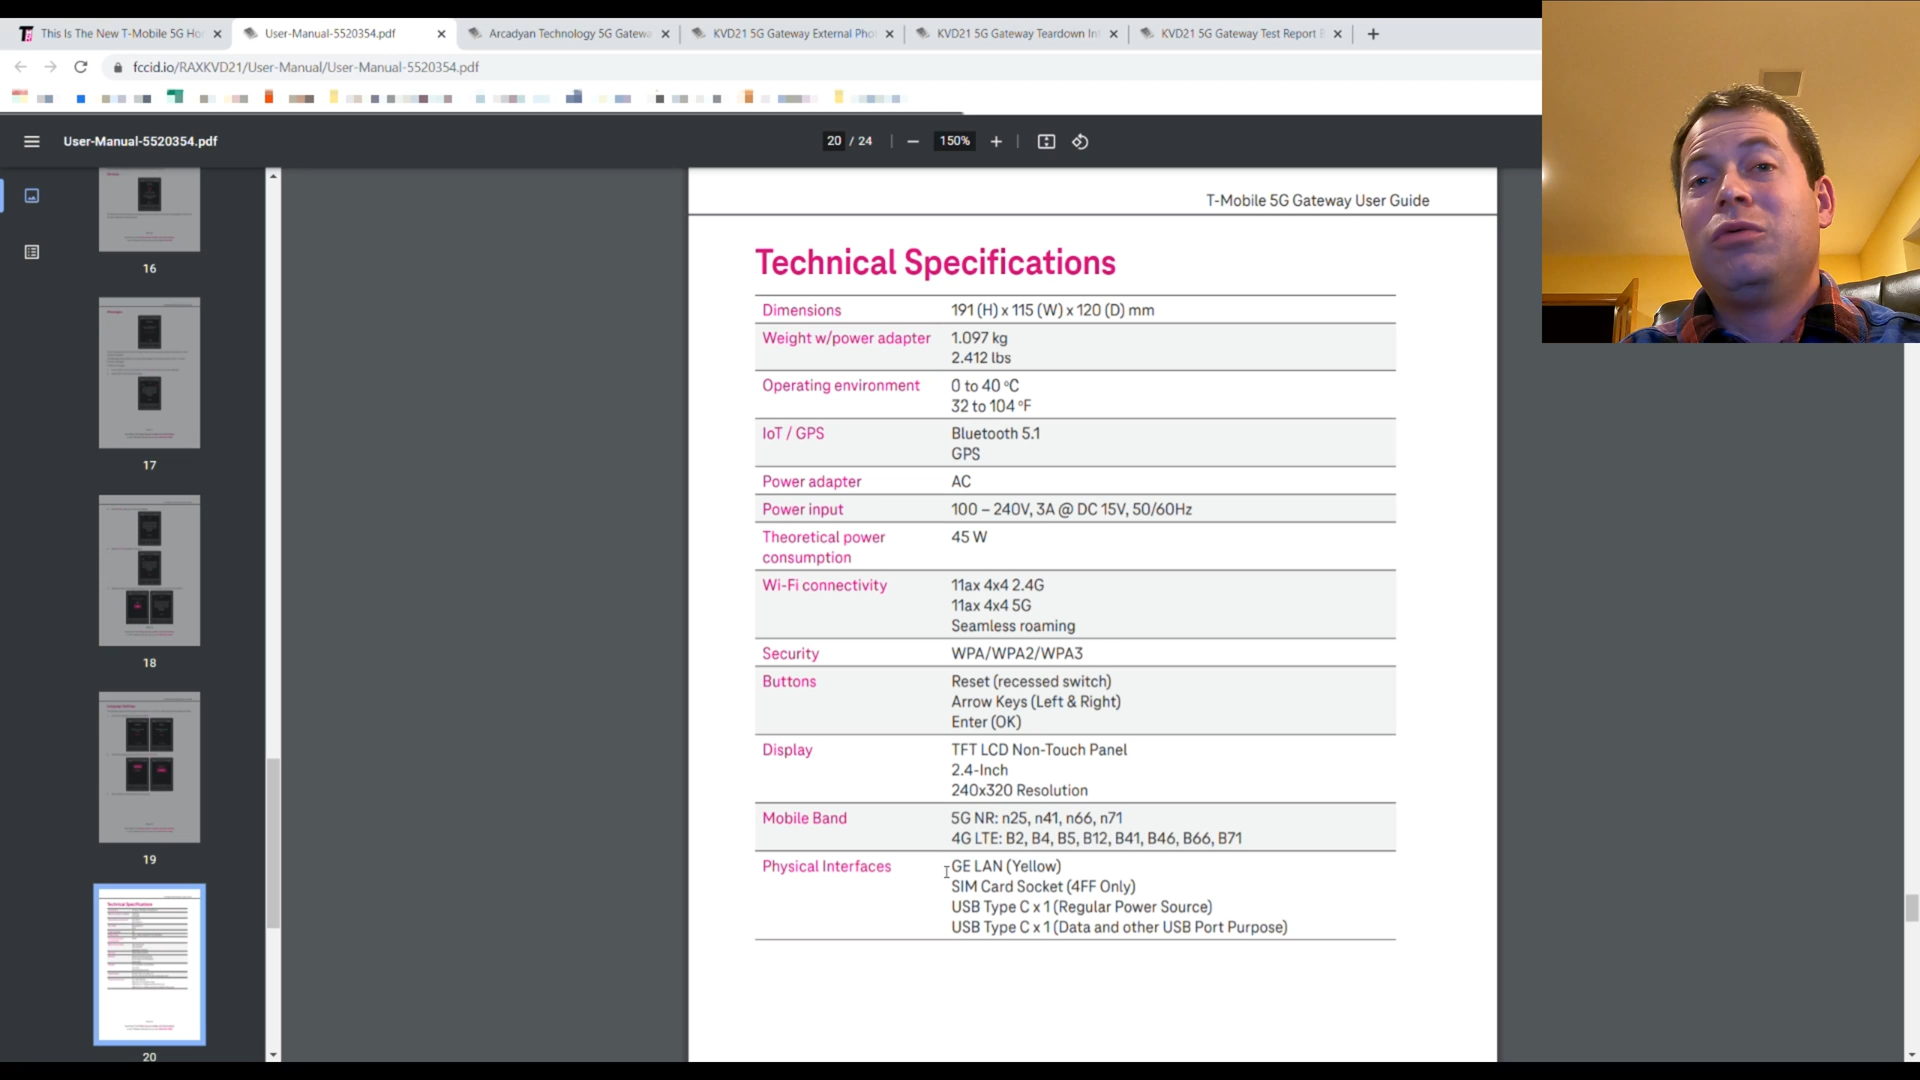 This Is The New T-Mobile 5G Ho
User-Manual-5520354.pdf
Arcadyan Technology 5G Gatewa
KVD21 5G Gateway External Pho
KVD21 5G Gateway Teardown In
KVD21 5G Gateway Test Report
fccid.io/RAXKVD21/User-Manual/User-Manual-5520354.pdf
User-Manual-5520354.pdf
20 / 24
150%
16
17
18
19
20
T-Mobile 5G Gateway User Guide
Technical Specifications
Dimensions 191 (H) x 115 (W) x 120 (D) mm
Weight w/power adapter 1.097 kg
2.412 lbs
Operating environment 0 to 40 °C
32 to 104 °F
IoT / GPS Bluetooth 5.1
GPS
Power adapter AC
Power input 100 – 240V, 3A @ DC 15V, 50/60Hz
Theoretical power 45 W
consumption
Wi-Fi connectivity 11ax 4x4 2.4G
11ax 4x4 5G
Seamless roaming
Security WPA/WPA2/WPA3
Buttons Reset (recessed switch)
Arrow Keys (Left & Right)
Enter (OK)
Display TFT LCD Non-Touch Panel
2.4-Inch
240x320 Resolution
Mobile Band 5G NR: n25, n41, n66, n71
4G LTE: B2, B4, B5, B12, B41, B46, B66, B71
Physical Interfaces GE LAN (Yellow)
SIM Card Socket (4FF Only)
USB Type C x 1 (Regular Power Source)
USB Type C x 1 (Data and other USB Port Purpose)